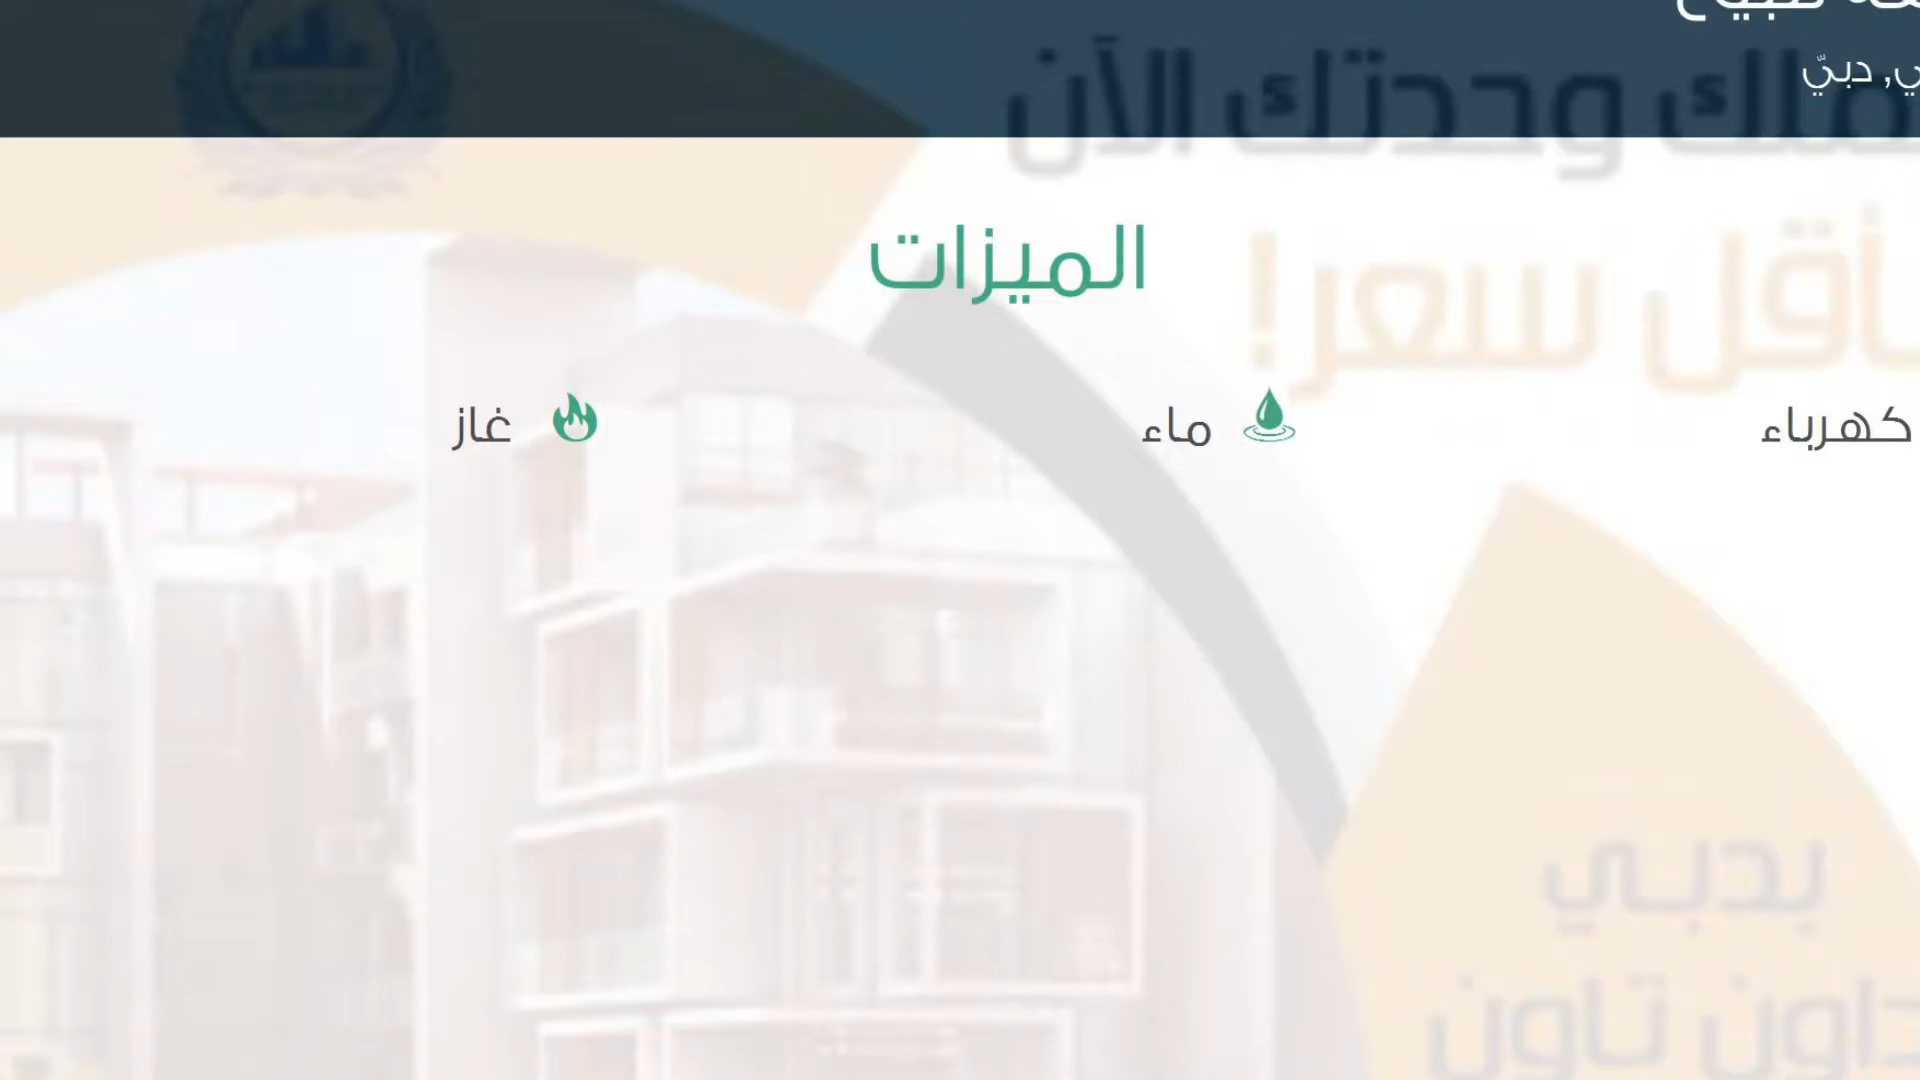 دبيّ
وحدتك الآن
الميزات
سعر!
كهرباء
ماء
غاز
بدبي
تاون